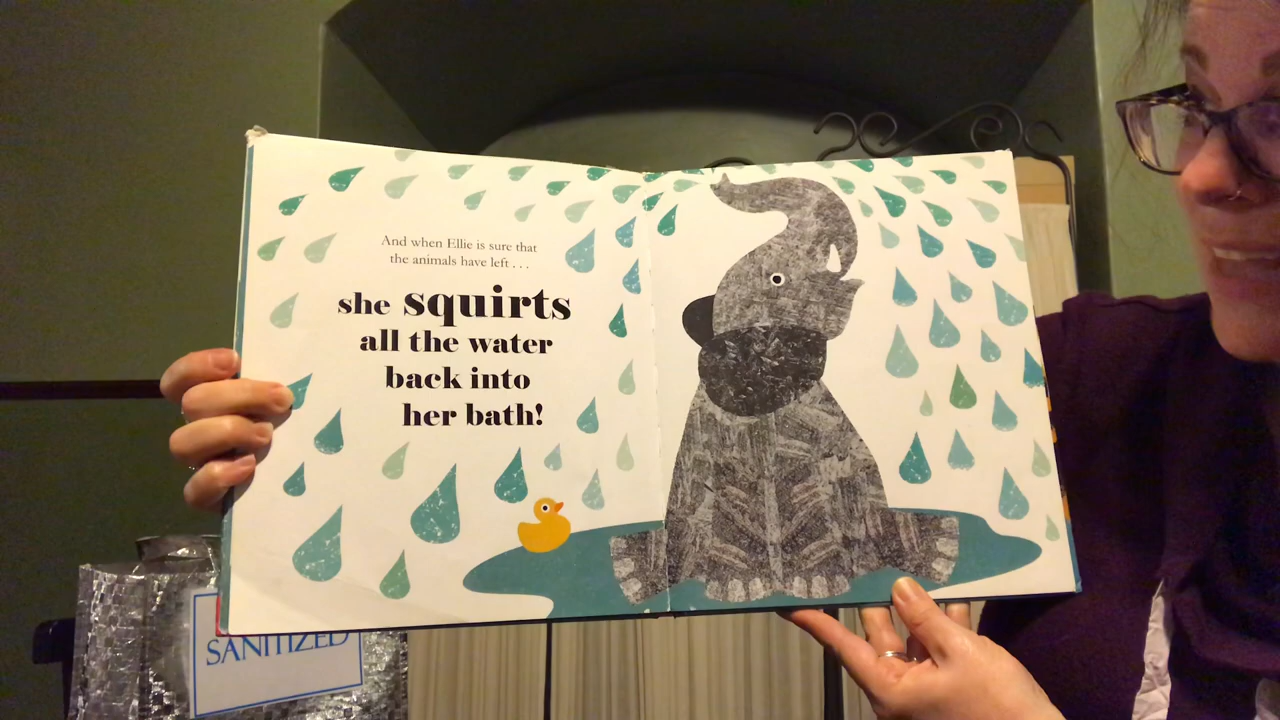 And when Ellie is sure that
the animals have left . . .
she squirts
all the water
back into
her bath!
SANITIZED